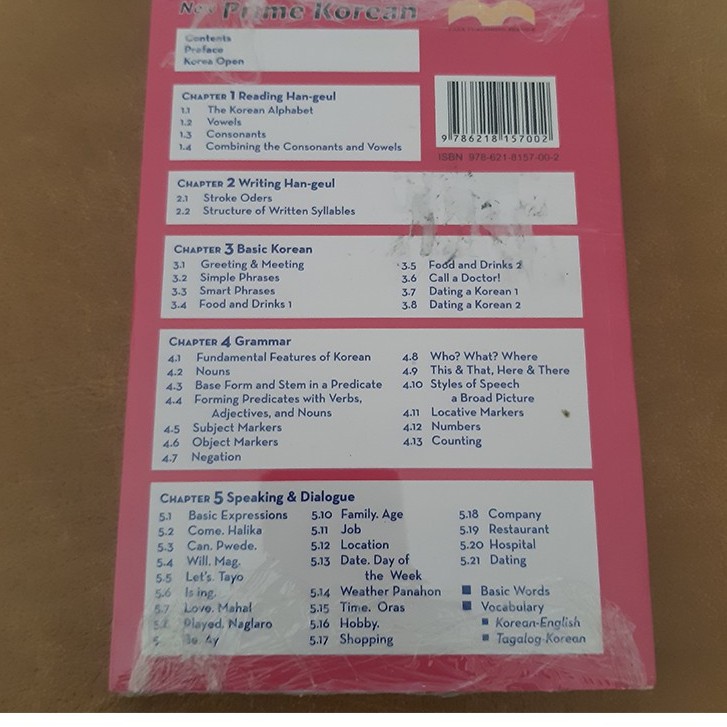 New Prime Korean
Contents
Preface
Korea Open
9 786218 157002
ISBN 978-621-8157-00-2
CHAPTER 1 Reading Han-geul
1.1 The Korean Alphabet
1.2 Vowels
1.3 Consonants
1.4 Combining the Consonants and Vowels
CHAPTER 2 Writing Han-geul
2.1 Stroke Oders
2.2 Structure of Written Syllables
CHAPTER 3 Basic Korean
3.1 Greeting & Meeting
3.2 Simple Phrases
3.3 Smart Phrases
3.4 Food and Drinks 1
3.5 Food and Drinks 2
3.6 Call a Doctor!
3.7 Dating a Korean 1
3.8 Dating a Korean 2
CHAPTER 4 Grammar
4.1 Fundamental Features of Korean
4.2 Nouns
4.3 Base Form and Stem in a Predicate
4.4 Forming Predicates with Verbs,
Adjectives, and Nouns
4.5 Subject Markers
4.6 Object Markers
4.7 Negation
4.8 Who? What? Where
4.9 This & That, Here & There
4.10 Styles of Speech
a Broad Picture
4.11 Locative Markers
4.12 Numbers
4.13 Counting
CHAPTER 5 Speaking & Dialogue
5.1 Basic Expressions
5.2 Come. Halika
5.3 Can. Pwede.
5.4 Will. Mag.
5.5 Let's. Tayo
5.6 Is ing.
5.7 Love. Mahal
5.8 Played. Naglaro
Ay
5.10 Family. Age
5.11 Job
5.12 Location
5.13 Date. Day of
the Week
5.14 Weather Panahon
5.15 Time. Oras
5.16 Hobby.
5.17 Shopping
5.18 Company
5.19 Restaurant
5.20 Hospital
5.21 Dating
Basic Words
Vocabulary
Korean-English
Tagalog-Korean